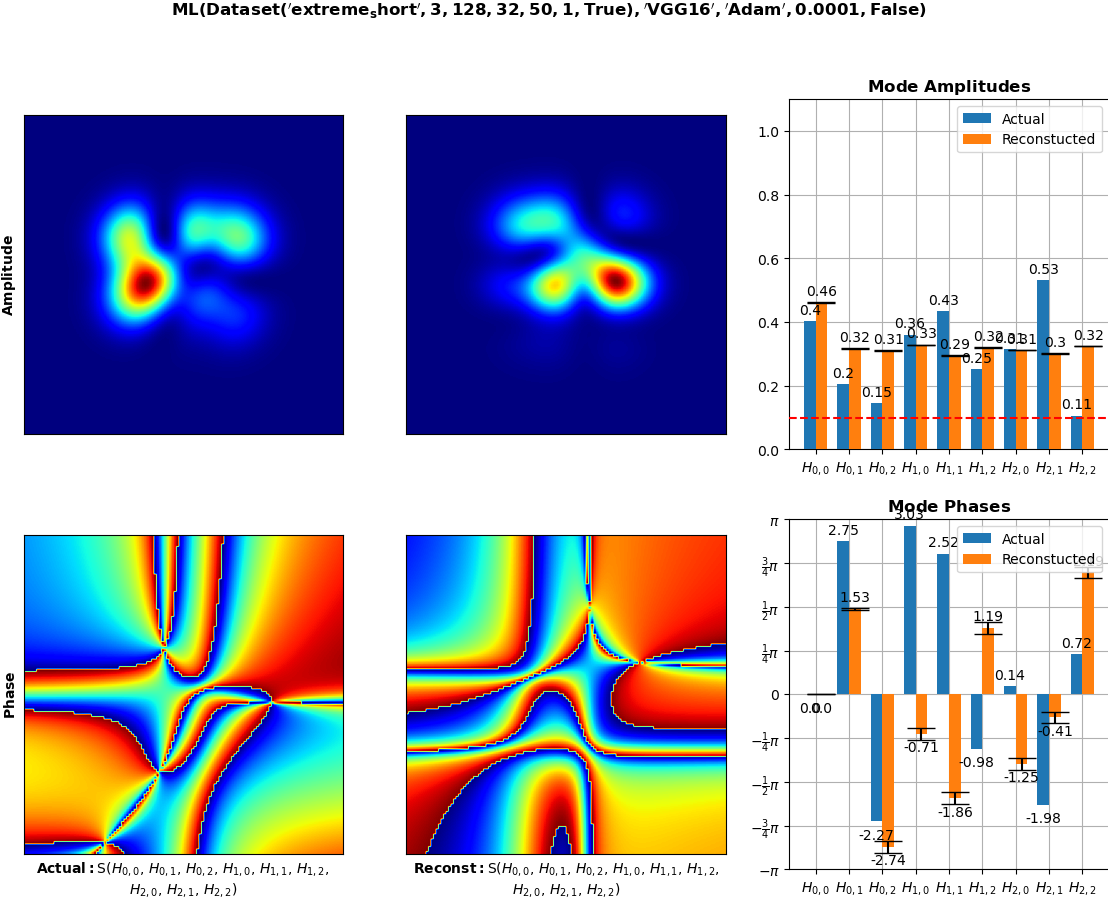 ML(Dataset('extreme_short', 3, 128, 32, 50, 1, True), 'VGG16', 'Adam', 0.0001, False)
Amplitude
Mode Amplitudes
Actual
Reconstucted
1.0
0.8
0.6
0.4
0.2
0.0
0.4 0.46 0.2 0.32 0.15 0.31 0.36 0.33 0.43 0.29 0.25 0.32 0.31 0.31 0.53 0.3 0.11 0.32
H0,0 H0,1 H0,2 H1,0 H1,1 H1,2 H2,0 H2,1 H2,2
Phase
Mode Phases
Actual
Reconstucted
π
3/4π
1/2π
1/4π
0
−1/4π
−1/2π
−3/4π
−π
0.0 0.0 2.75 1.53 -2.27 -2.74 3.03 -0.71 2.52 -1.86 -0.98 1.19 0.14 -1.25 -1.98 -0.41 0.72
H0,0 H0,1 H0,2 H1,0 H1,1 H1,2 H2,0 H2,1 H2,2
Actual: S(H0,0, H0,1, H0,2, H1,0, H1,1, H1,2,
H2,0, H2,1, H2,2)
Reconst: S(H0,0, H0,1, H0,2, H1,0, H1,1, H1,2,
H2,0, H2,1, H2,2)